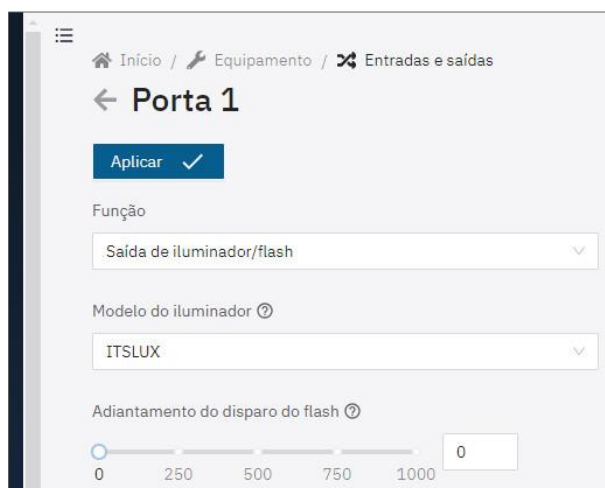 Início / Equipamento / Entradas e saídas
Porta 1
Aplicar
Função
Saída de iluminador/flash
Modelo do iluminador
ITSLUX
Adiantamento do disparo do flash
0
0 250 500 750 1000